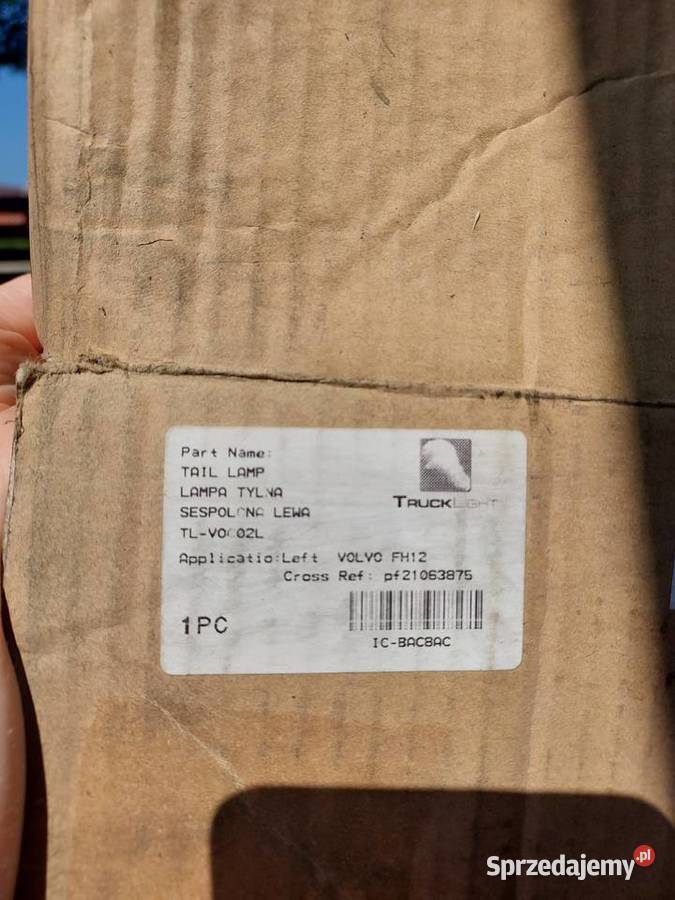 Part Name:
TAIL LAMP
LAMPA TYLNA
SESPOLONA LEWA
TL-VO002L
TRUCKLIGHT
Applicatio:Left VOLVO FH12
Cross Ref: pf21063875
1PC
IC-BAC8AC
Sprzedajemy.pl